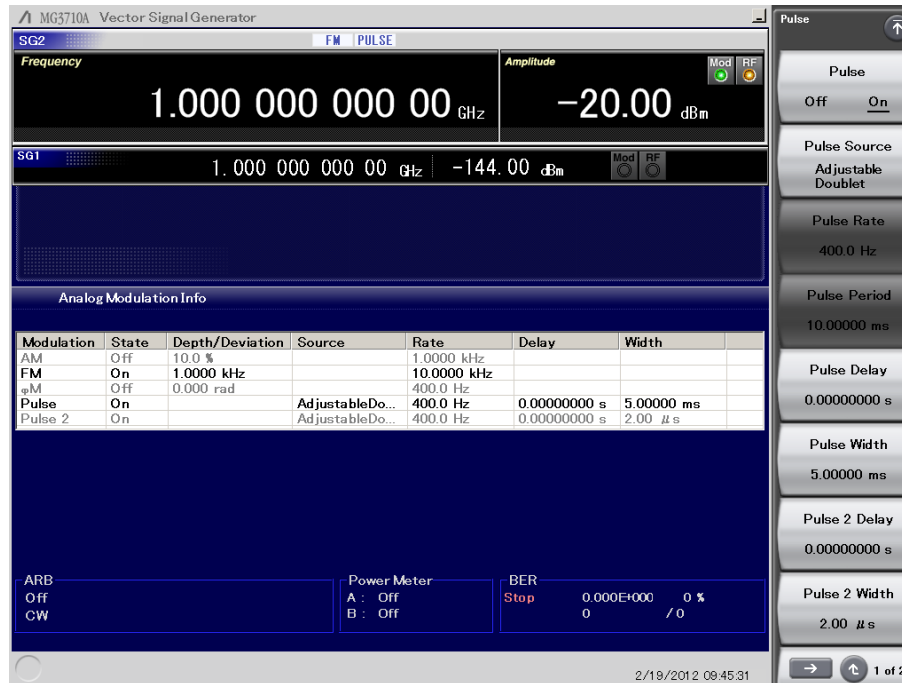 MG3710A Vector Signal Generator
SG2 FM PULSE
Frequency
1.000 000 000 00 GHz
Amplitude
Mod RF
-20.00 dBm
SG1 1.000 000 000 00 GHz -144.00 dBm Mod RF
Analog Modulation Info
Modulation State Depth/Deviation Source Rate Delay Width
AM Off 10.0 % 1.0000 kHz
FM On 1.0000 kHz 10.0000 kHz
φM Off 0.000 rad 400.0 Hz
Pulse On AdjustableDo... 400.0 Hz 0.00000000 s 5.00000 ms
Pulse 2 On AdjustableDo... 400.0 Hz 0.00000000 s 2.00 μs
ARB
Off
CW
Power Meter
A : Off
B : Off
BER
Stop 0.000E+000 0 %
0 / 0
2/19/2012 09:45:31
Pulse
Pulse
Off On
Pulse Source
Adjustable
Doublet
Pulse Rate
400.0 Hz
Pulse Period
10.00000 ms
Pulse Delay
0.00000000 s
Pulse Width
5.00000 ms
Pulse 2 Delay
0.00000000 s
Pulse 2 Width
2.00 μs
1 of 2